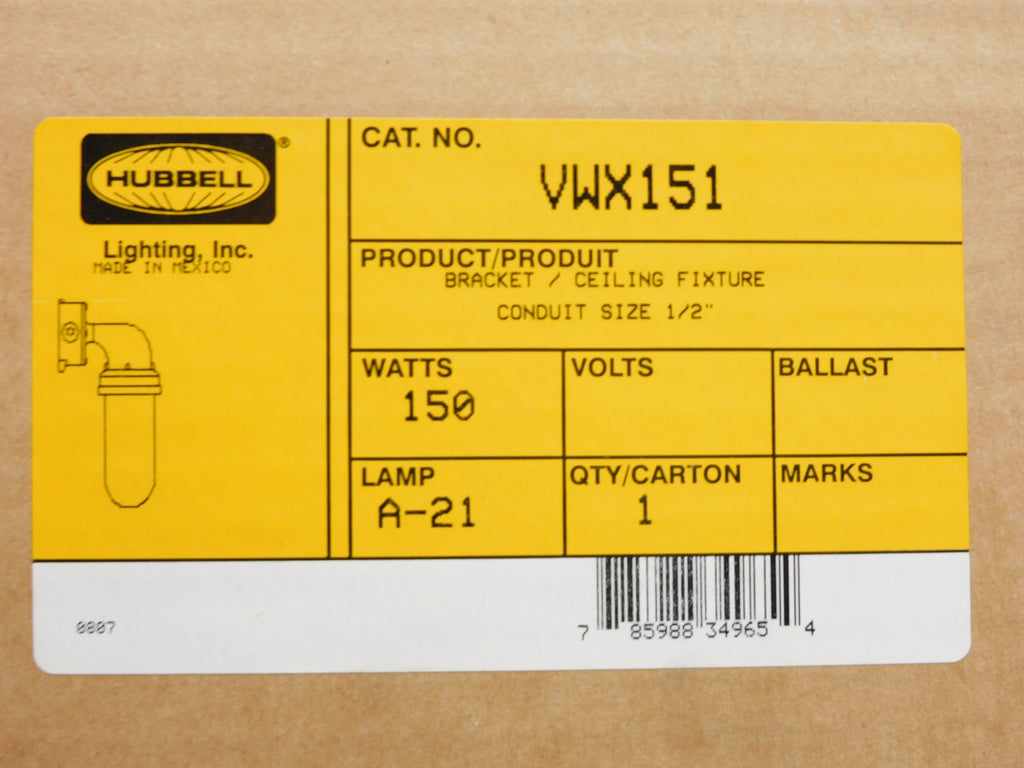 HUBBELL®
Lighting, Inc.
MADE IN MEXICO
CAT. NO.
VWX151
PRODUCT/PRODUIT
BRACKET / CEILING FIXTURE
CONDUIT SIZE 1/2"
WATTS
150
VOLTS
BALLAST
LAMP
A-21
QTY/CARTON
1
MARKS
0807
7 85988 34965 4